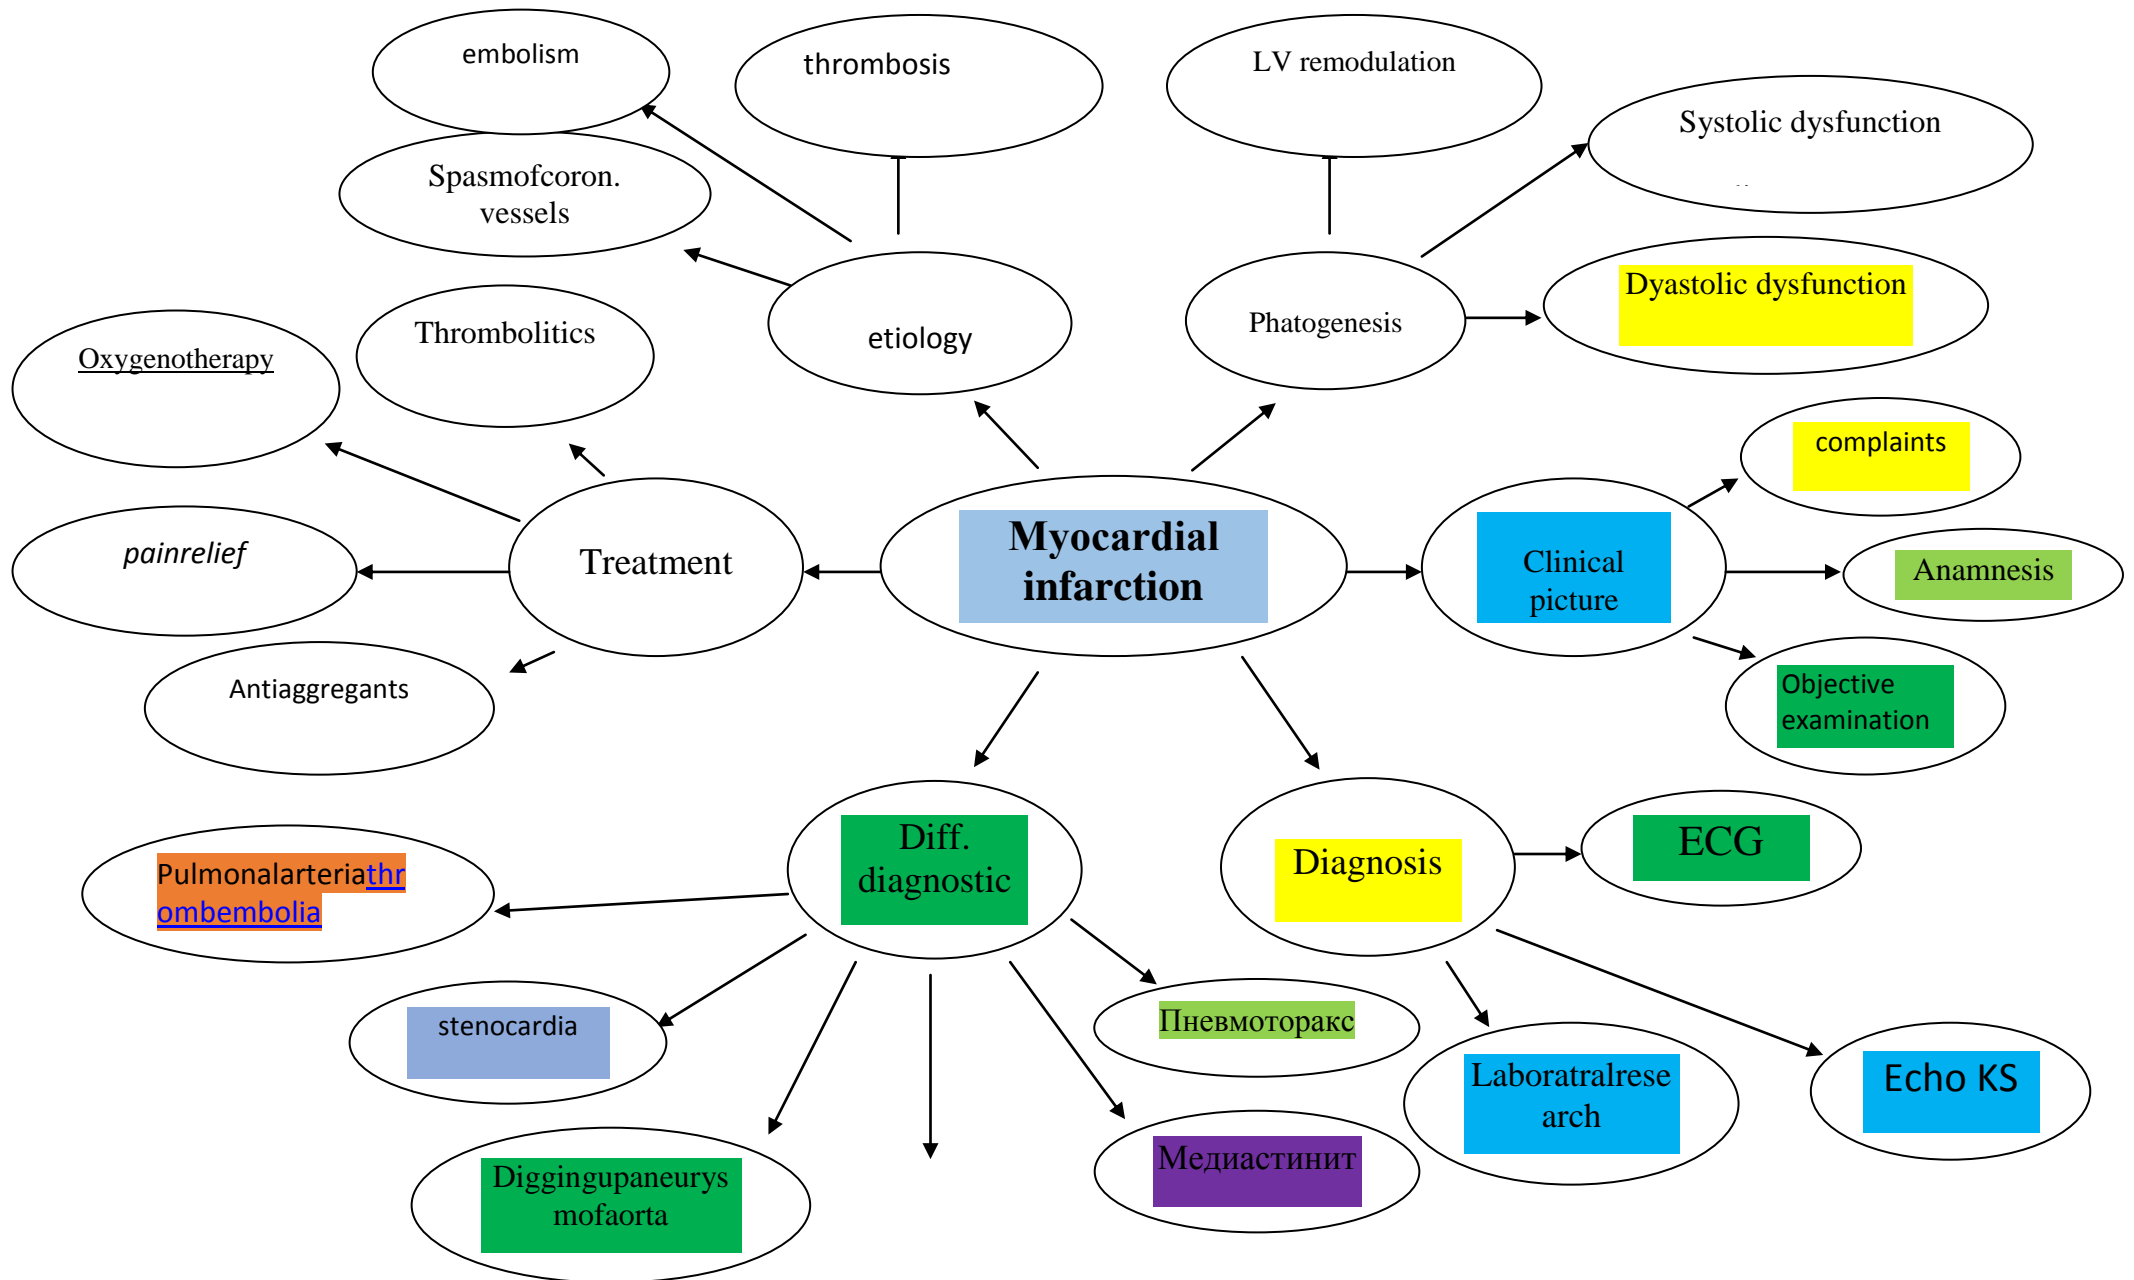 embolism
thrombosis
LV remodulation
Systolic dysfunction
Spasmofcoron.
vessels
Dyastolic dysfunction
Thrombolitics
etiology
Phatogenesis
Oxygenotherapy
complaints
painrelief
Treatment
Myocardial
infarction
Clinical
picture
Anamnesis
Antiaggregants
Objective
examination
Diff.
diagnostic
Diagnosis
ECG
Pulmonalarteriathr
ombembolia
stenocardia
Пневмоторакс
Laboratralrese
arch
Echo KS
Diggingupaneurys
mofaorta
Медиастинит